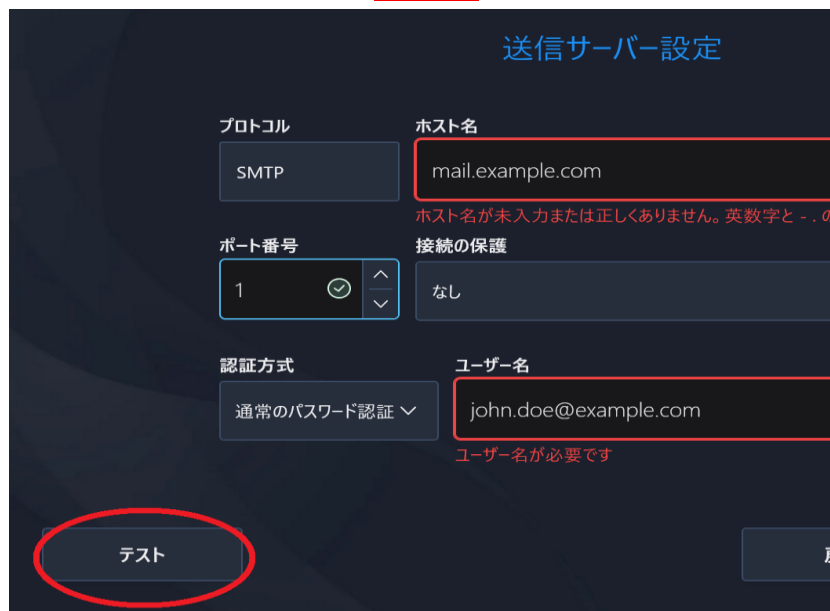 送信サーバー設定
プロトコル
ホスト名
SMTP
mail.example.com
ホスト名が未入力または正しくありません。英数字と - . の
ポート番号
接続の保護
1
なし
認証方式
ユーザー名
通常のパスワード認証
john.doe@example.com
ユーザー名が必要です
テスト